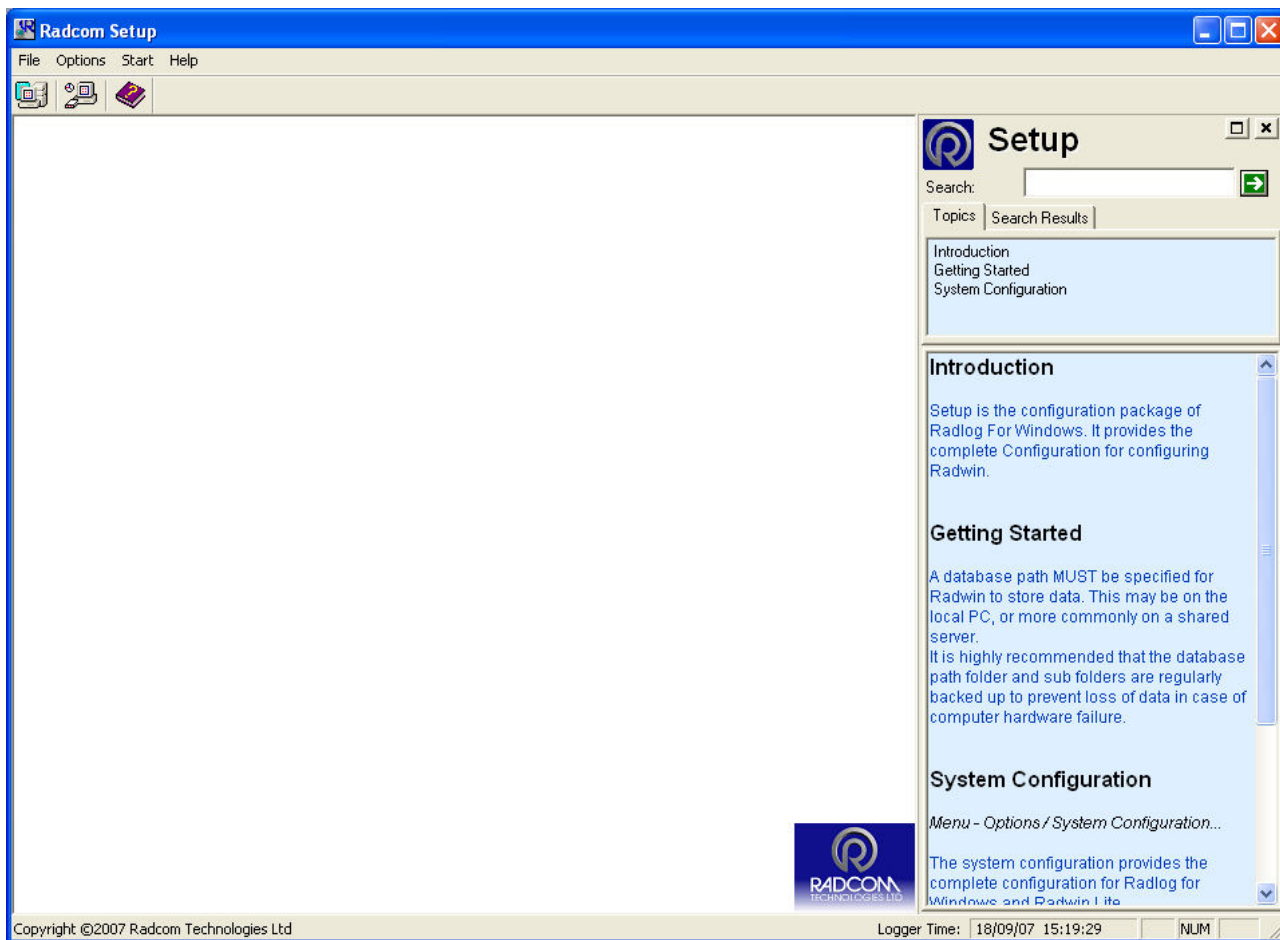 Radcom Setup
File Options Start Help
Setup
Search:
Topics Search Results
Introduction
Getting Started
System Configuration
Introduction
Setup is the configuration package of
Radlog For Windows. It provides the
complete Configuration for configuring
Radwin.
Getting Started
A database path MUST be specified for
Radwin to store data. This may be on the
local PC, or more commonly on a shared
server.
It is highly recommended that the database
path folder and sub folders are regularly
backed up to prevent loss of data in case of
computer hardware failure.
System Configuration
Menu - Options / System Configuration...
The system configuration provides the
complete configuration for Radlog for
Windows and Radwin Lite
RADCOM
TECHNOLOGIES LTD
Copyright ©2007 Radcom Technologies Ltd
Logger Time: 18/09/07 15:19:29 NUM